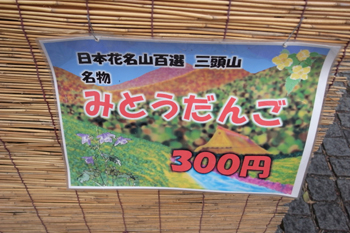 日本花名山百選　三頭山
名物
みとうだんご
300円